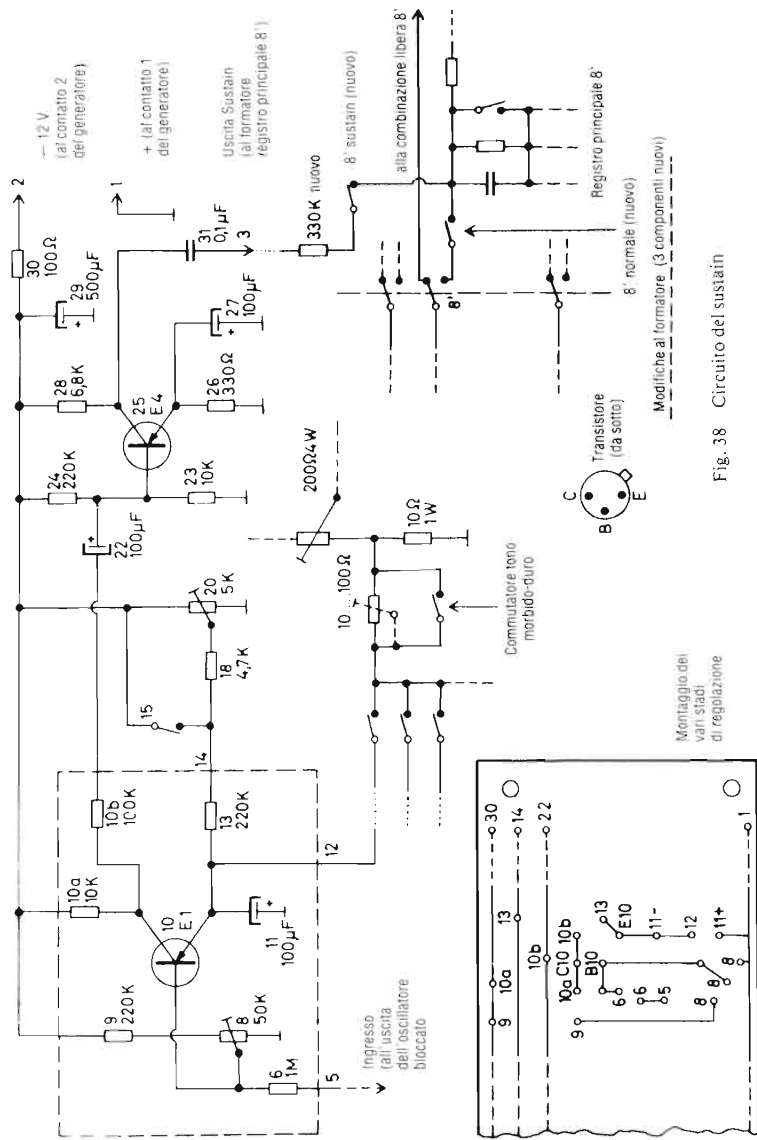 − 12 V
(al contatto 2
del generatore)
+ (al contatto 1
del generatore)
Uscita Sustain
(al formatore
registro principale 8')
8' sustain (nuovo)
alla combinazione libera 8'
2
1
30
100Ω
29
500µF
+
31
0,1µF
3
330K nuovo
28
6,8K
27
100µF
+
25
E 4
26
330Ω
24
220K
23
10K
22
100µF
+
20
5K
18
4,7K
15
14
10b
100K
13
220K
12
10a
10K
10
E 1
11
100µF
+
9
220K
8
50K
6
1M
5
Ingresso
(all'uscita
dell'oscillatore
bloccato
200Ω4W
10Ω
1W
10...100Ω
Commutatore tono
morbido-duro
8'
8' normale (nuovo)
Registro principale 8'
Modifiche al formatore (3 componenti nuovi)
C
B
E
Transistore
(da sotto)
Montaggio dei
vari stadi
di regolazione
9
10a
13
30
14
10b
22
10a C10 10b
13
B10
E10
9
6
6
5
11−
12
8
8
8
11+
1
Fig. 38 Circuito del sustain